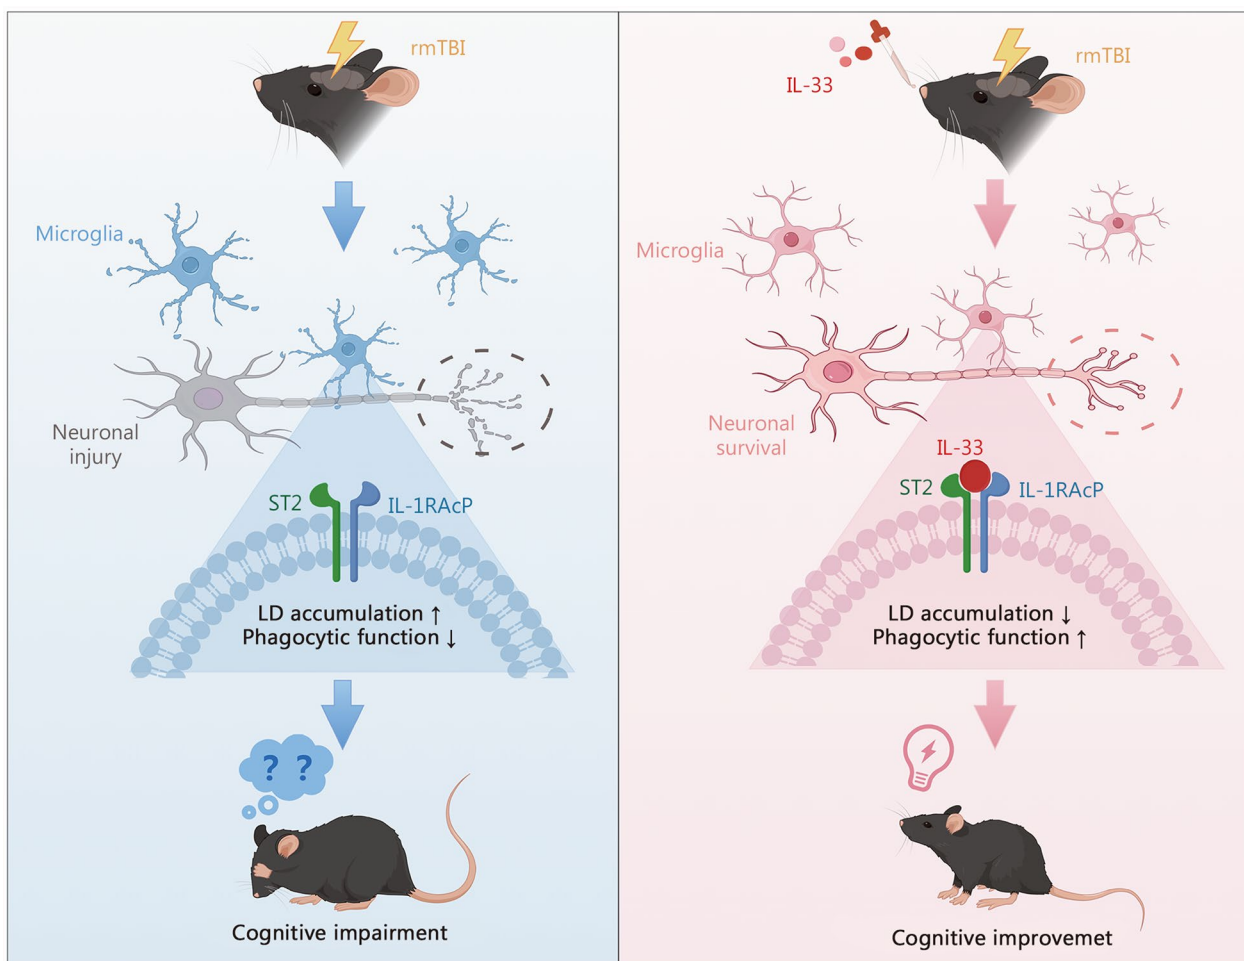 rmTBI
Microglia
Neuronal
injury
ST2
IL-1RAcP
LD accumulation ↑
Phagocytic function ↓
? ?
Cognitive impairment
IL-33
rmTBI
Microglia
Neuronal
survival
IL-33
ST2
IL-1RAcP
LD accumulation ↓
Phagocytic function ↑
Cognitive improvemet